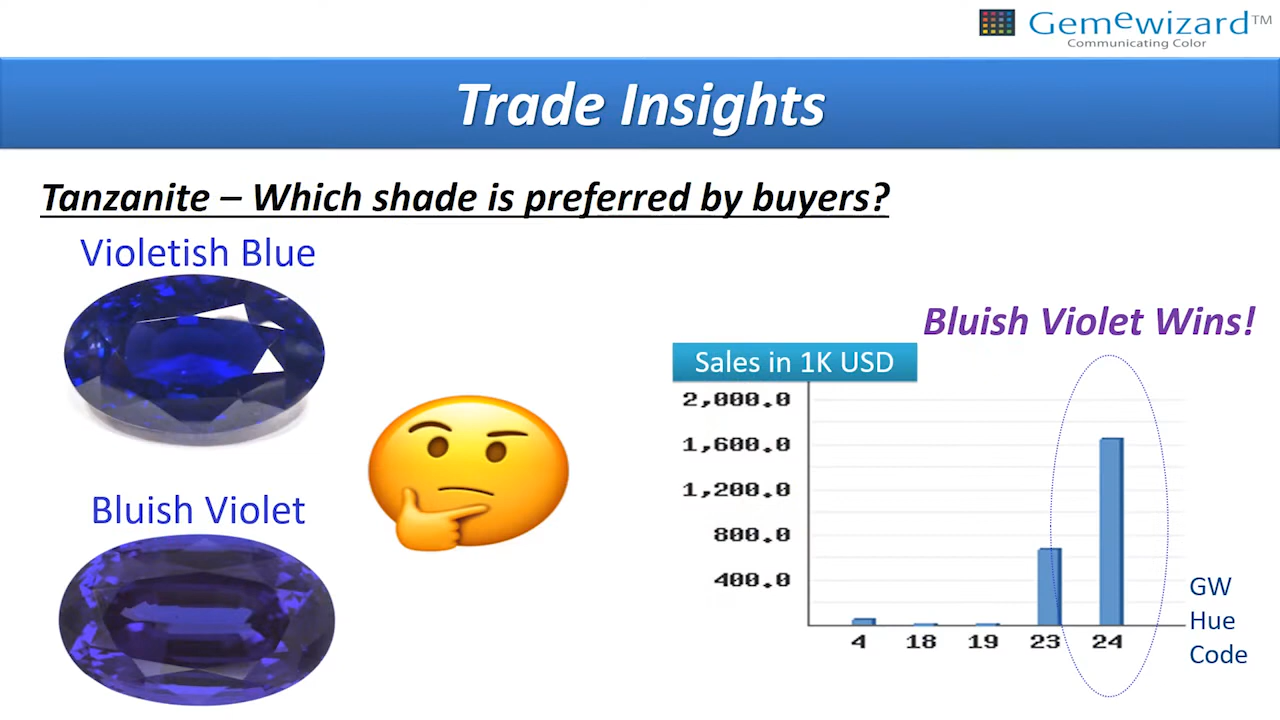 Gemewizard™
Communicating Color
Trade Insights
Tanzanite – Which shade is preferred by buyers?
Violetish Blue
Bluish Violet
Bluish Violet Wins!
Sales in 1K USD
2,000.0
1,600.0
1,200.0
800.0
400.0
4 18 19 23 24
GW
Hue
Code